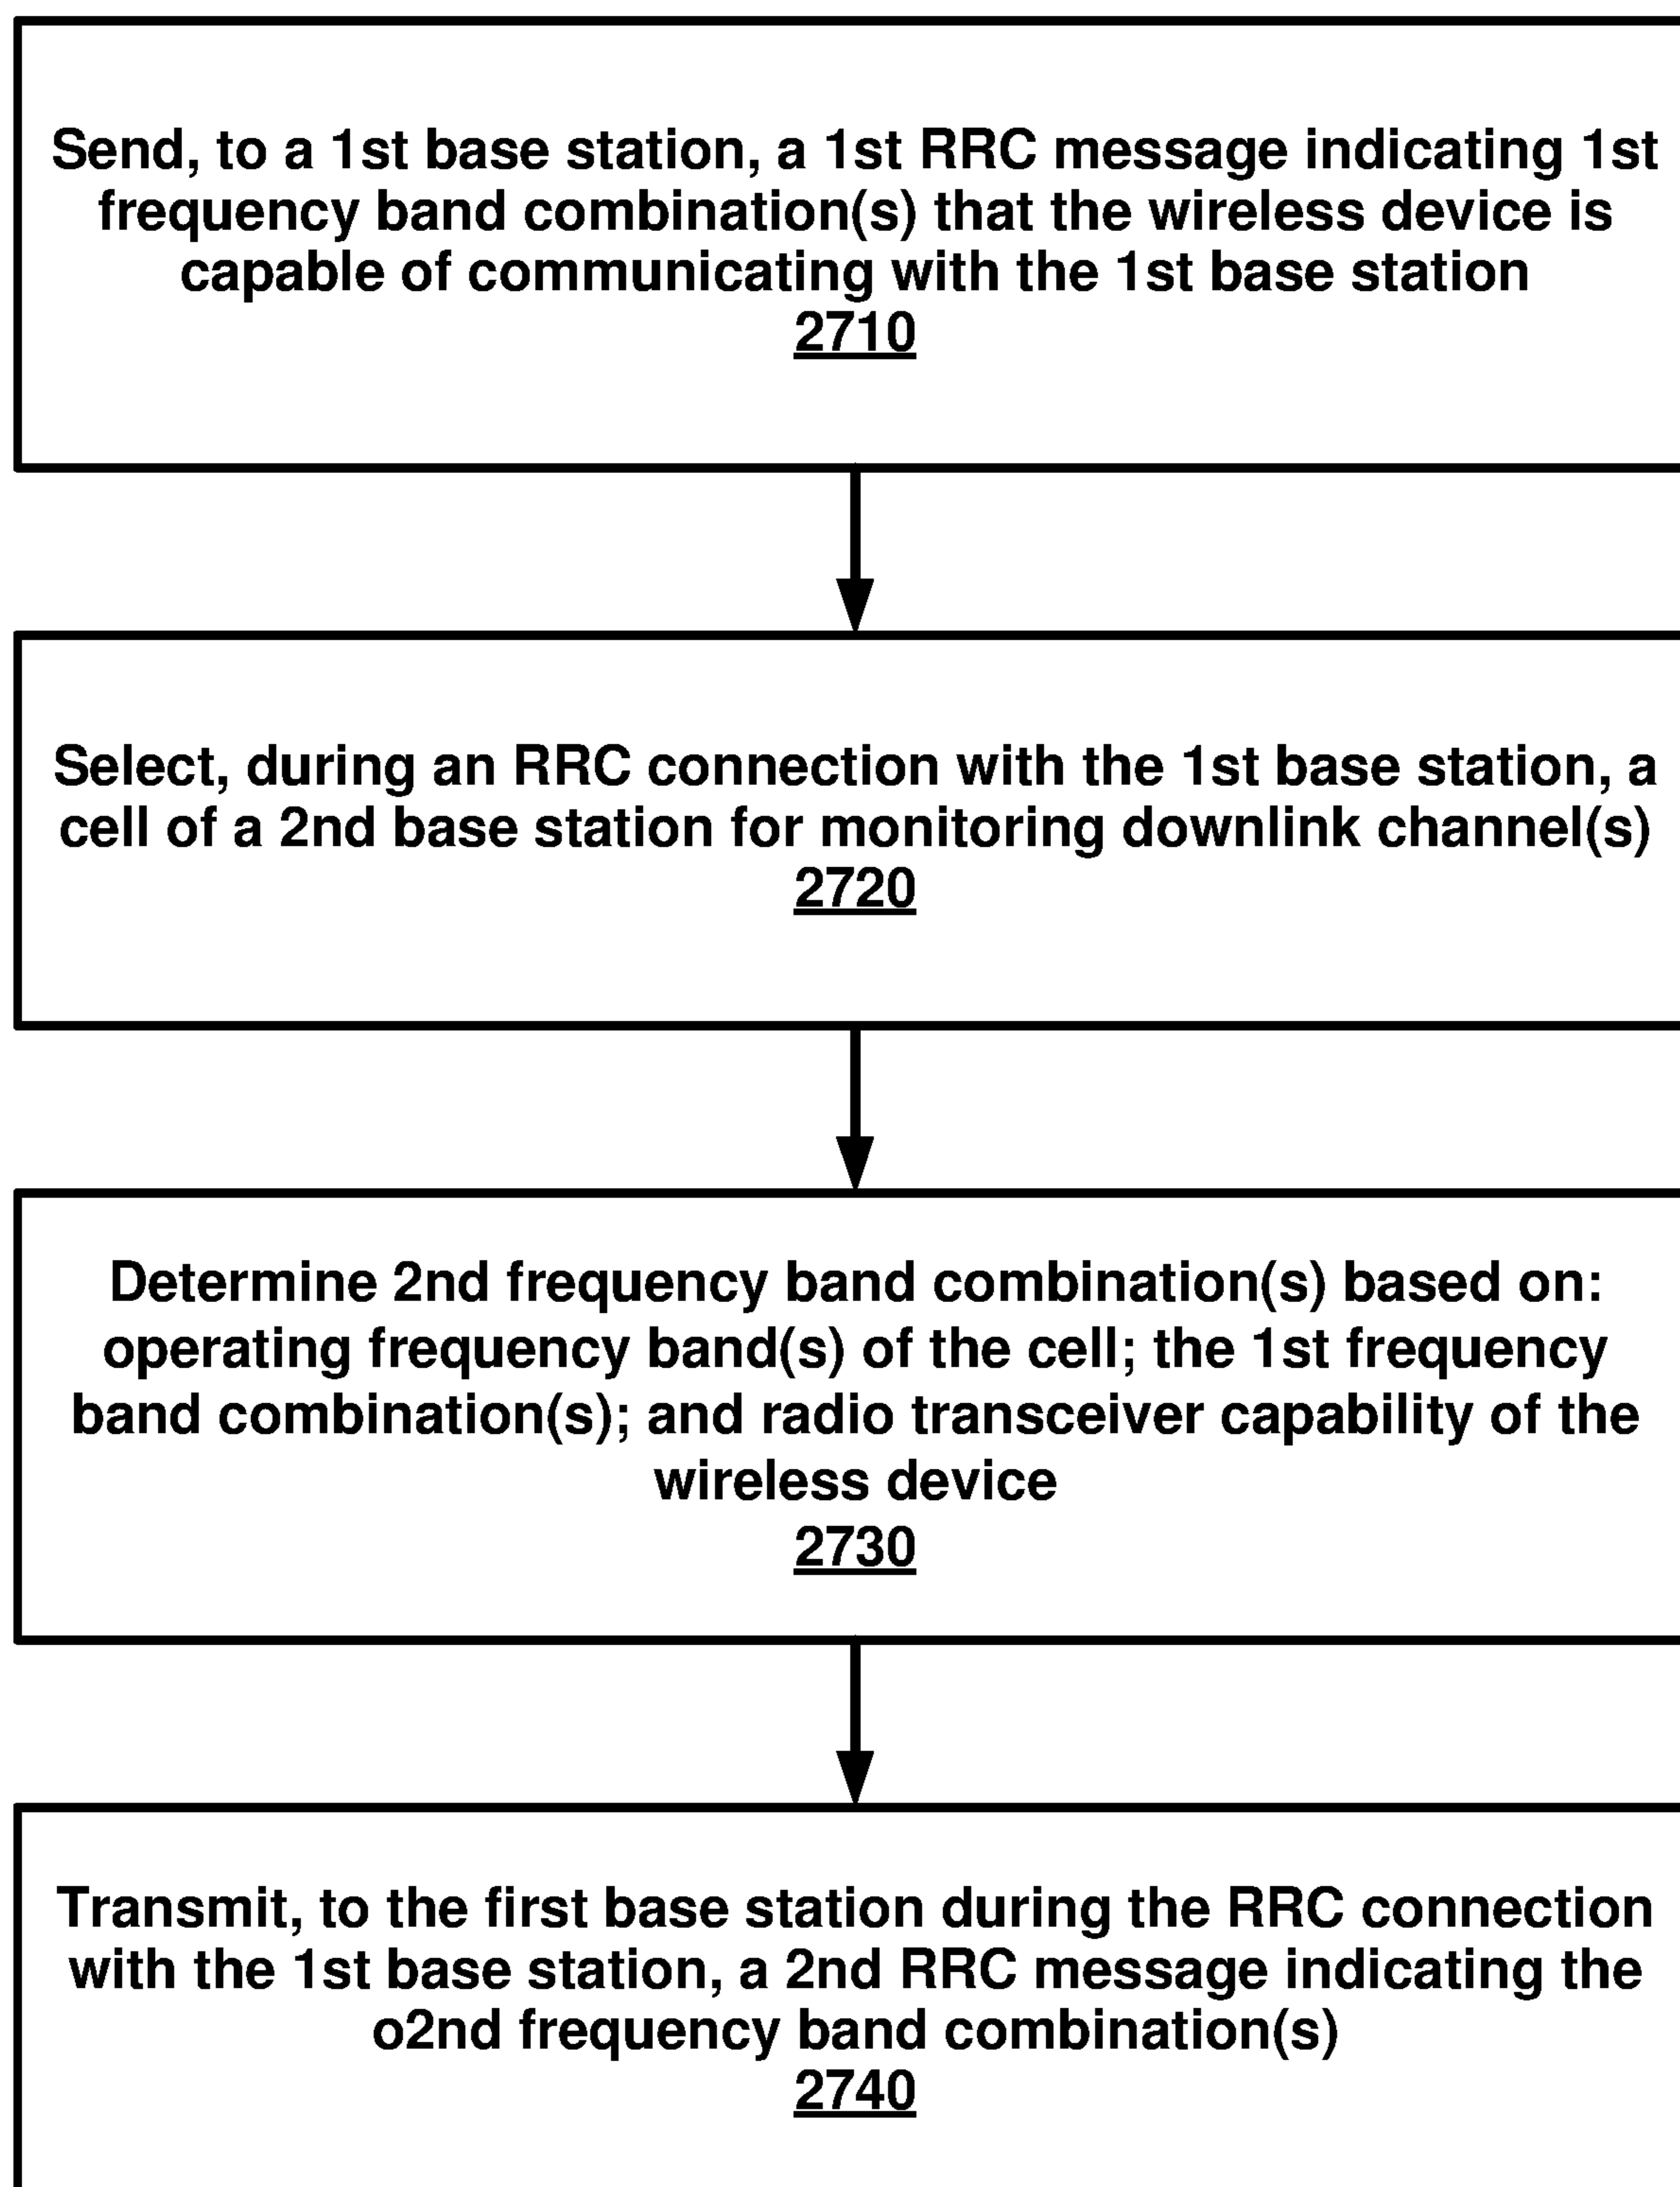 Send, to a 1st base station, a 1st RRC message indicating 1st
frequency band combination(s) that the wireless device is
capable of communicating with the 1st base station
2710
Select, during an RRC connection with the 1st base station, a
cell of a 2nd base station for monitoring downlink channel(s)
2720
Determine 2nd frequency band combination(s) based on:
operating frequency band(s) of the cell; the 1st frequency
band combination(s); and radio transceiver capability of the
wireless device
2730
Transmit, to the first base station during the RRC connection
with the 1st base station, a 2nd RRC message indicating the
o2nd frequency band combination(s)
2740